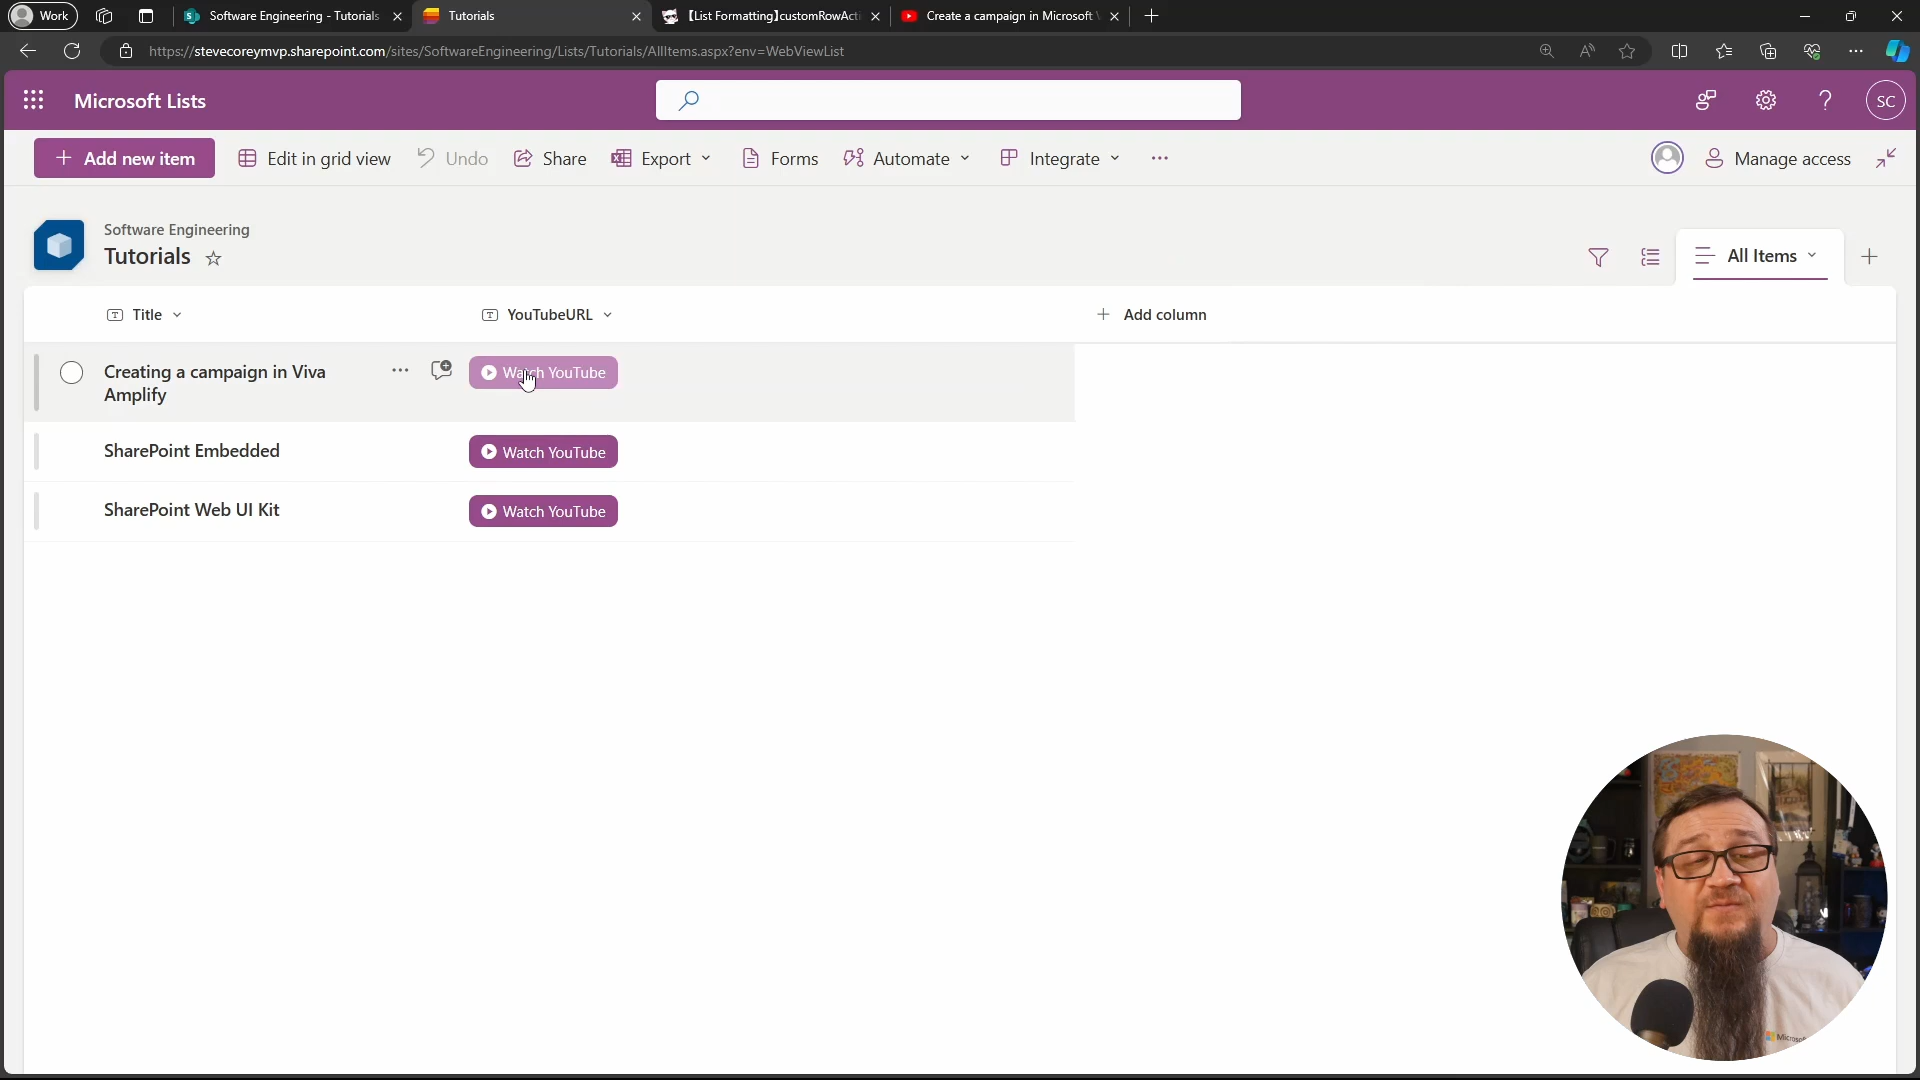 Work
Software Engineering - Tutorials
Tutorials
【List Formatting】customRowActi
Create a campaign in Microsoft V
https://stevecoreymvp.sharepoint.com/sites/SoftwareEngineering/Lists/Tutorials/AllItems.aspx?env=WebViewList
Microsoft Lists
SC
Add new item
Edit in grid view
Undo
Share
Export
Forms
Automate
Integrate
Manage access
Software Engineering
Tutorials
All Items
Title
YouTubeURL
Add column
Creating a campaign in Viva
Amplify
Watch YouTube
SharePoint Embedded
Watch YouTube
SharePoint Web UI Kit
Watch YouTube